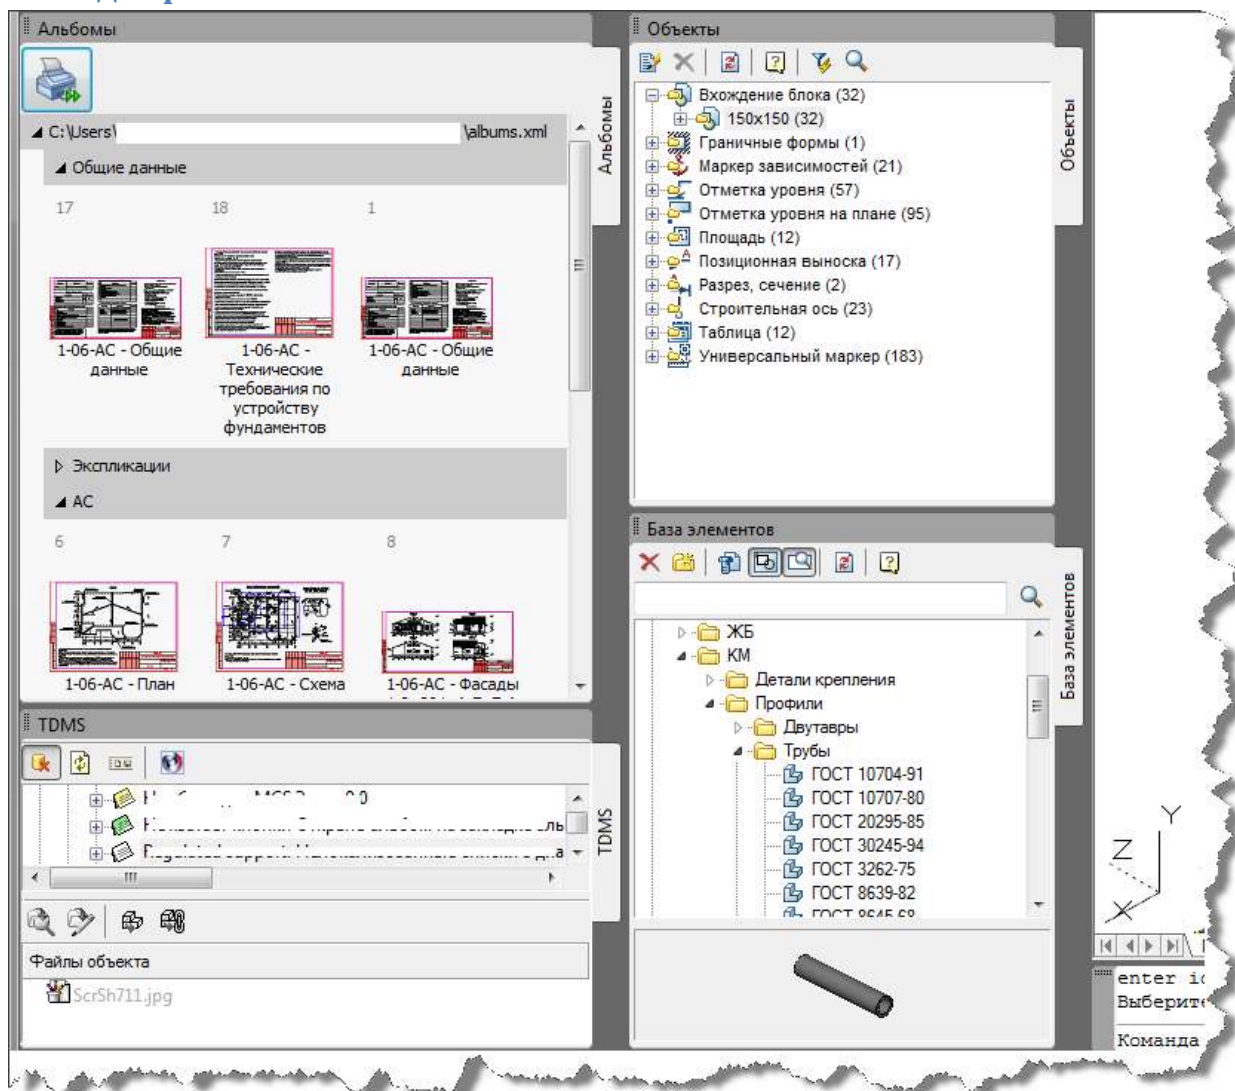 Альбомы
C:\Users\ \albums.xml
Общие данные
17 18 1
1-06-АС - Общие данные
1-06-АС - Технические требования по устройству фундаментов
1-06-АС - Общие данные
Экспликации
АС
6 7 8
1-06-АС - План
1-06-АС - Схема
1-06-АС - Фасады
Альбомы
TDMS
Файлы объекта
ScrSh711.jpg
TDMS
Объекты
Вхождение блока (32)
150x150 (32)
Граничные формы (1)
Маркер зависимостей (21)
Отметка уровня (57)
Отметка уровня на плане (95)
Площадь (12)
Позиционная выноска (17)
Разрез, сечение (2)
Строительная ось (23)
Таблица (12)
Универсальный маркер (183)
Объекты
База элементов
ЖБ
КМ
Детали крепления
Профили
Двутавры
Трубы
ГОСТ 10704-91
ГОСТ 10707-80
ГОСТ 20295-85
ГОСТ 30245-94
ГОСТ 3262-75
ГОСТ 8639-82
ГОСТ 8645-68
База элементов
Y
Z
X
enter
Выберите
Команда